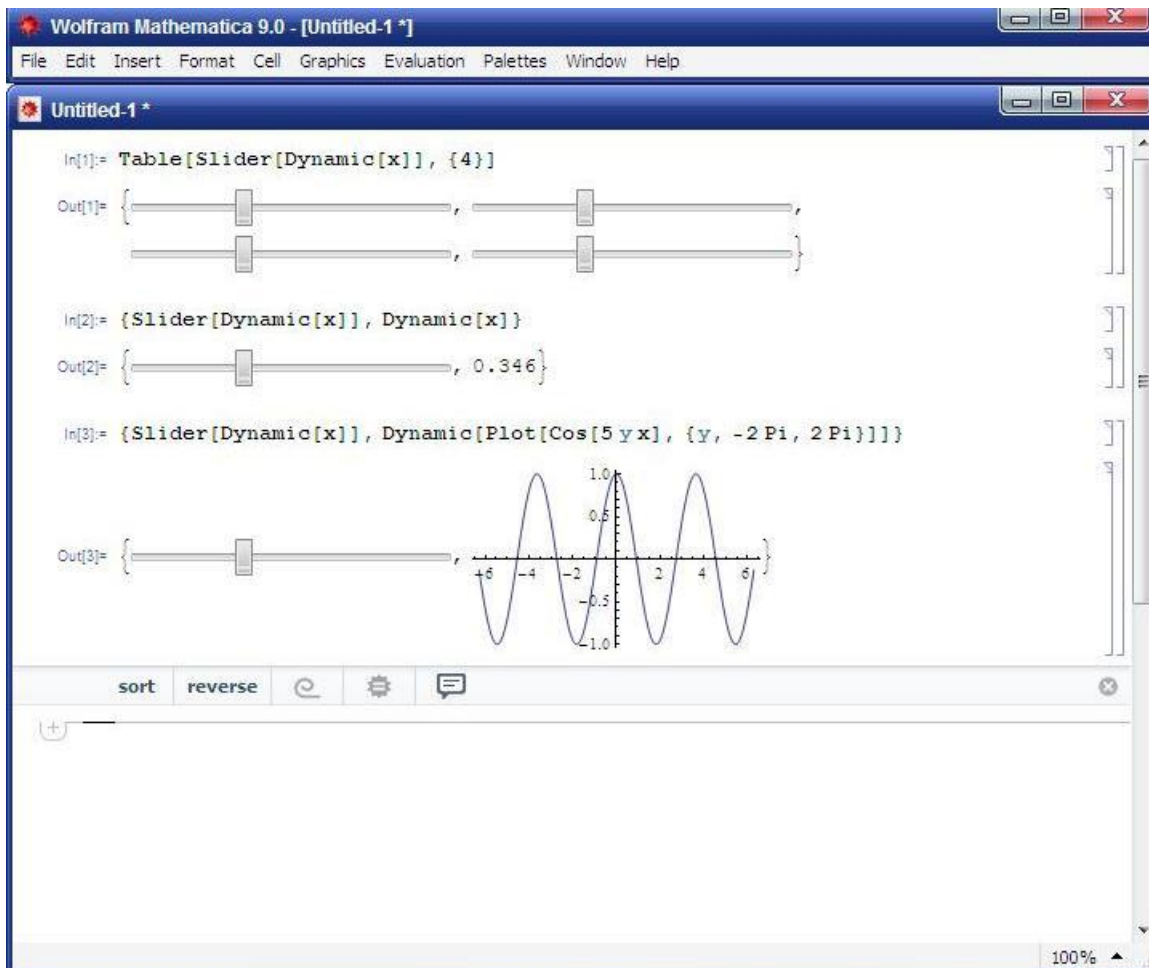 Wolfram Mathematica 9.0 - [Untitled-1 *]
File Edit Insert Format Cell Graphics Evaluation Palettes Window Help
Untitled-1 *
In[1]:= Table[Slider[Dynamic[x]], {4}]
Out[1]= { , ,
, }
In[2]:= {Slider[Dynamic[x]], Dynamic[x]}
Out[2]= { , 0.346}
In[3]:= {Slider[Dynamic[x]], Dynamic[Plot[Cos[5 y x], {y, -2 Pi, 2 Pi}]]}
1.0
0.5
Out[3]= { , }
-6 -4 -2 2 4 6
-0.5
-1.0
sort reverse
100%